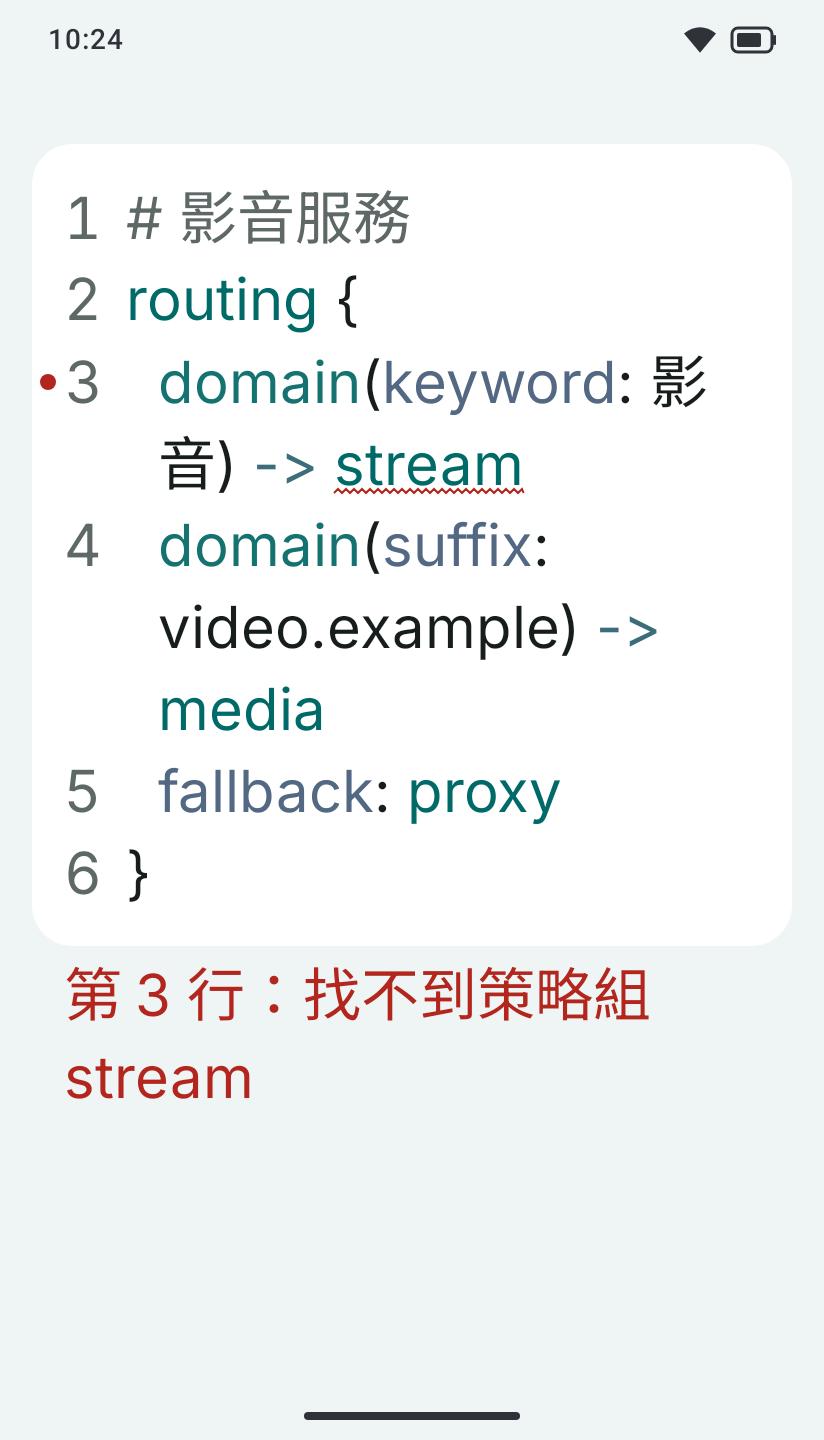 10:24
1 # 影音服務
2 routing {
3 domain(keyword: 影
音) -> stream
4 domain(suffix:
video.example) ->
media
5 fallback: proxy
6 }
第 3 行：找不到策略組
stream